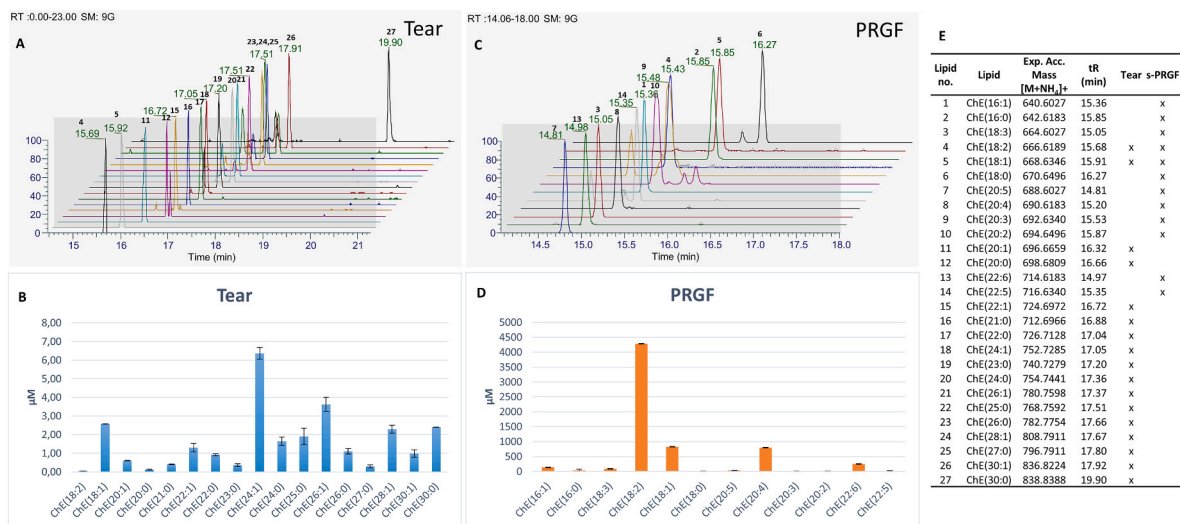 RT :0.00-23.00 SM: 9G
A
Tear
4
15.69
5
15.92
11
12
16.72
15
16
17.05
17
18
19
17.20
17.51
20
21
22
23,24,25
17.51
26
17.91
27
19.90
100
80
60
40
20
0
15
16
17
18
19
20
21
Time (min)
RT :14.06-18.00 SM: 9G
C
PRGF
7
14.81
13
14.98
3
15.05
14
15.35
8
9
1
10
15.48
4
15.43
2
15.85
5
15.85
6
16.27
100
80
60
40
20
0
14.5
15.0
15.5
16.0
16.5
17.0
17.5
18.0
Time (min)
B
Tear
µM
8,00
7,00
6,00
5,00
4,00
3,00
2,00
1,00
0,00
ChE(18:2)
ChE(18:1)
ChE(20:1)
ChE(20:0)
ChE(21:0)
ChE(22:1)
ChE(22:0)
ChE(23:0)
ChE(24:1)
ChE(24:0)
ChE(25:0)
ChE(26:1)
ChE(26:0)
ChE(27:0)
ChE(28:1)
ChE(30:1)
ChE(30:0)
D
PRGF
µM
5000
4500
4000
3500
3000
2500
2000
1500
1000
500
0
ChE(16:1)
ChE(16:0)
ChE(18:3)
ChE(18:2)
ChE(18:1)
ChE(18:0)
ChE(20:5)
ChE(20:4)
ChE(20:3)
ChE(20:2)
ChE(22:6)
ChE(22:5)
E
Lipid no. Lipid Exp. Acc. Mass [M+NH4]+ tR (min) Tear s-PRGF
1 ChE(16:1) 640.6027 15.36 x
2 ChE(16:0) 642.6183 15.85 x
3 ChE(18:3) 664.6027 15.05 x
4 ChE(18:2) 666.6189 15.68 x x
5 ChE(18:1) 668.6346 15.91 x x
6 ChE(18:0) 670.6496 16.27 x
7 ChE(20:5) 688.6027 14.81 x
8 ChE(20:4) 690.6183 15.20 x
9 ChE(20:3) 692.6340 15.53 x
10 ChE(20:2) 694.6496 15.87 x
11 ChE(20:1) 696.6659 16.32 x
12 ChE(20:0) 698.6809 16.66 x
13 ChE(22:6) 714.6183 14.97 x
14 ChE(22:5) 716.6340 15.35 x
15 ChE(22:1) 724.6972 16.72 x
16 ChE(21:0) 712.6966 16.88 x
17 ChE(22:0) 726.7128 17.04 x
18 ChE(24:1) 752.7285 17.05 x
19 ChE(23:0) 740.7279 17.20 x
20 ChE(24:0) 754.7441 17.36 x
21 ChE(26:1) 780.7598 17.37 x
22 ChE(25:0) 768.7592 17.51 x
23 ChE(26:0) 782.7754 17.66 x
24 ChE(28:1) 808.7911 17.67 x
25 ChE(27:0) 796.7911 17.80 x
26 ChE(30:1) 836.8224 17.92 x
27 ChE(30:0) 838.8388 19.90 x